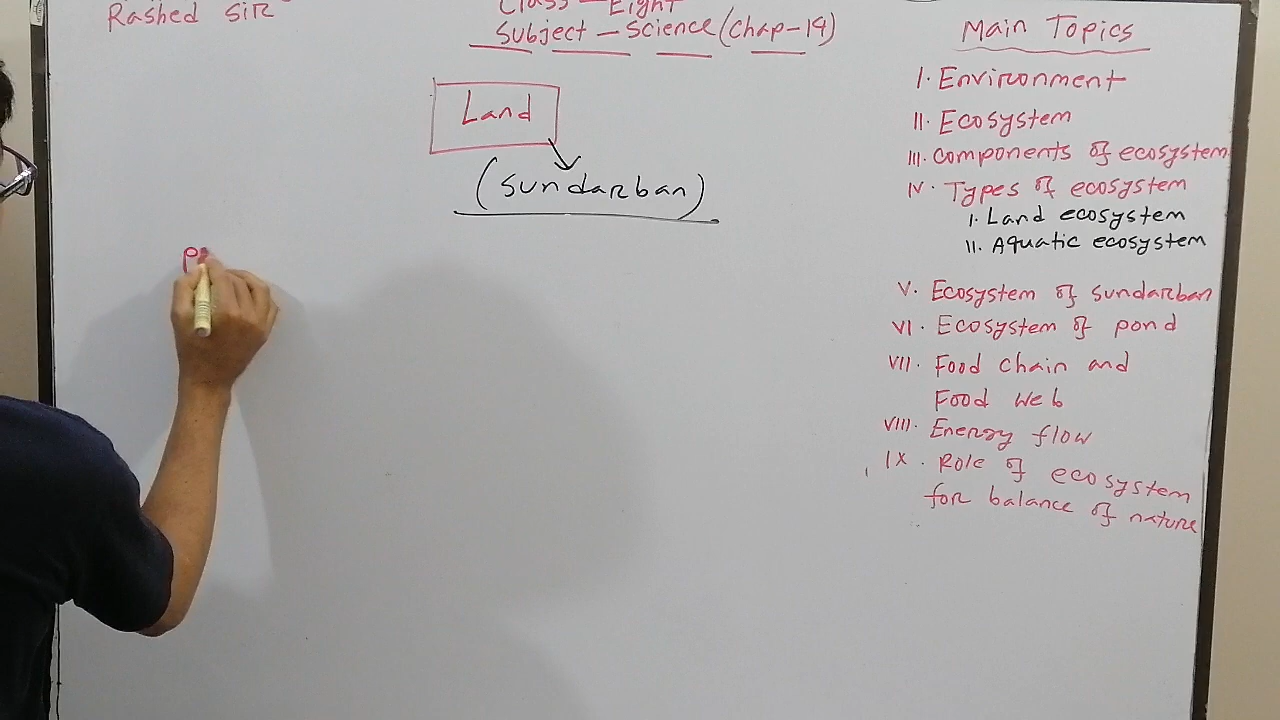 Rashed Sir
Class - Eight
Subject - Science (Chap-14)
Land
(Sundarban)
P
Main Topics
I. Environment
II. Ecosystem
III. Components of ecosystem
IV. Types of ecosystem
I. Land ecosystem
II. Aquatic ecosystem
V. Ecosystem of sundarban
VI. Ecosystem of pond
VII. Food chain and
Food web
VIII. Energy flow
IX. Role of ecosystem
for balance of nature